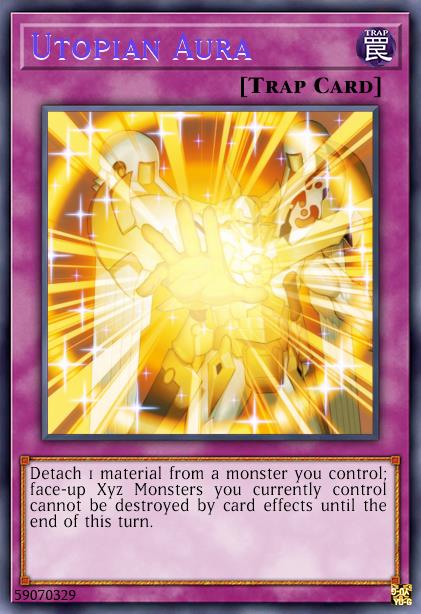 Utopian Aura
TRAP
罠
[Trap Card]
Detach 1 material from a monster you control;
face-up Xyz Monsters you currently control
cannot be destroyed by card effects until the
end of this turn.
59070329